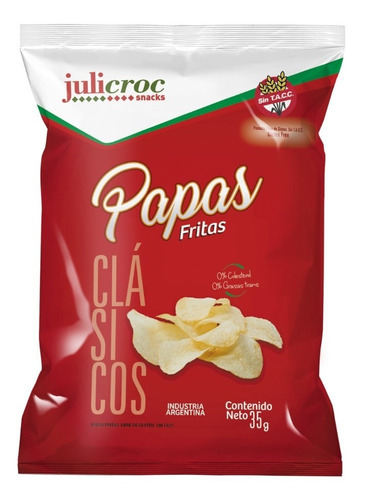 julicroc
snacks
Sin T.A.C.C.
Papas
Fritas
CLÁ
SI
COS
0% Colesterol
0% Grasas trans
INDUSTRIA
ARGENTINA
Contenido
Neto 35g